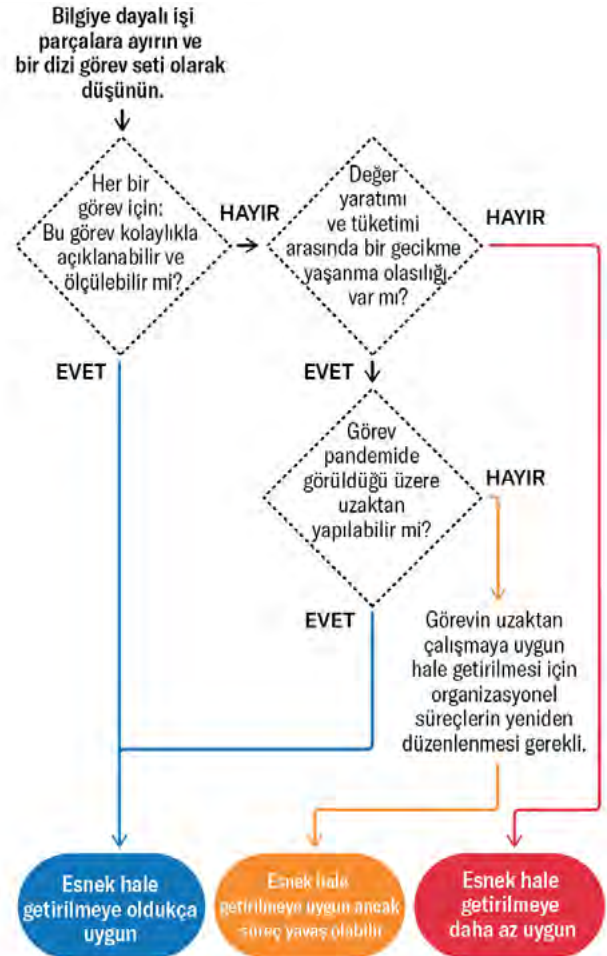 Bilgiye dayalı işi
parçalara ayırın ve
bir dizi görev seti olarak
düşünün.
Her bir
görev için:
Bu görev kolaylıkla
açıklanabilir ve
ölçülebilir mi?
HAYIR
Değer
yaratımı
ve tüketimi
arasında bir gecikme
yaşanma olasılığı
var mı?
HAYIR
EVET
EVET
Görev
pandemide
görüldüğü üzere
uzaktan
yapılabilir mi?
HAYIR
EVET
Görevin uzaktan
çalışmaya uygun
hale getirilmesi için
organizasyonel
süreçlerin yeniden
düzenlenmesi gerekli.
Esnek hale
getirilmeye oldukça
uygun
Esnek hale
getirilmeye uygun ancak
süreç yavaş olabilir
Esnek hale
getirilmeye
daha az uygun